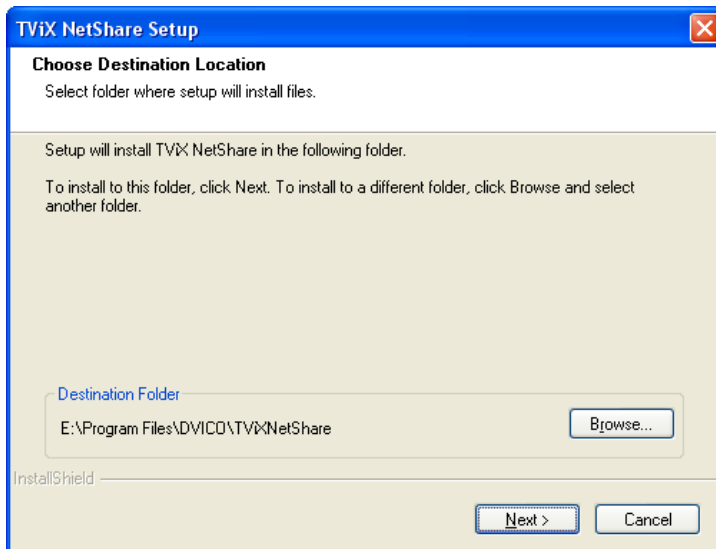 TViX NetShare Setup
Choose Destination Location
Select folder where setup will install files.
Setup will install TViX NetShare in the following folder.
To install to this folder, click Next. To install to a different folder, click Browse and select
another folder.
Destination Folder
E:\Program Files\DVICO\TViXNetShare
Browse...
InstallShield
Next >
Cancel